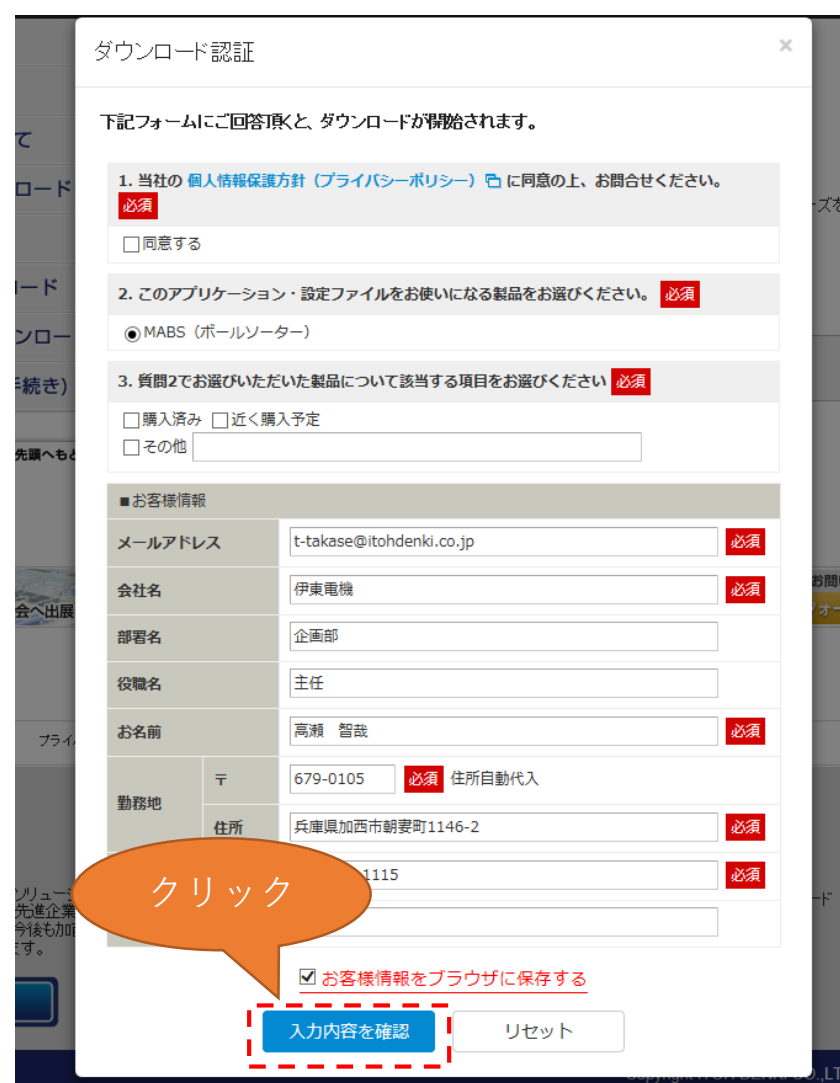 ダウンロード認証
×
下記フォームにご回答頂くと、ダウンロードが開始されます。
1. 当社の 個人情報保護方針（プライバシーポリシー） に同意の上、お問合せください。
必須
同意する
2. このアプリケーション・設定ファイルをお使いになる製品をお選びください。 必須
MABS（ボールソーター）
3. 質問2でお選びいただいた製品について該当する項目をお選びください 必須
購入済み 近く購入予定
その他
■お客様情報
メールアドレス t-takase@itohdenki.co.jp 必須
会社名 伊東電機 必須
部署名 企画部
役職名 主任
お名前 高瀬　智哉 必須
勤務地 〒 679-0105 必須 住所自動代入
住所 兵庫県加西市朝妻町1146-2 必須
1115 必須
クリック
お客様情報をブラウザに保存する
入力内容を確認 リセット
て
ロード
ード
ンロー
手続き)
先頭へもど
会へ出展
プライ
ソリューシ
先進企業
今後も加
ます。
ーズを
お問
フォー
ード
Copyright ITOH DENKI CO.,LT